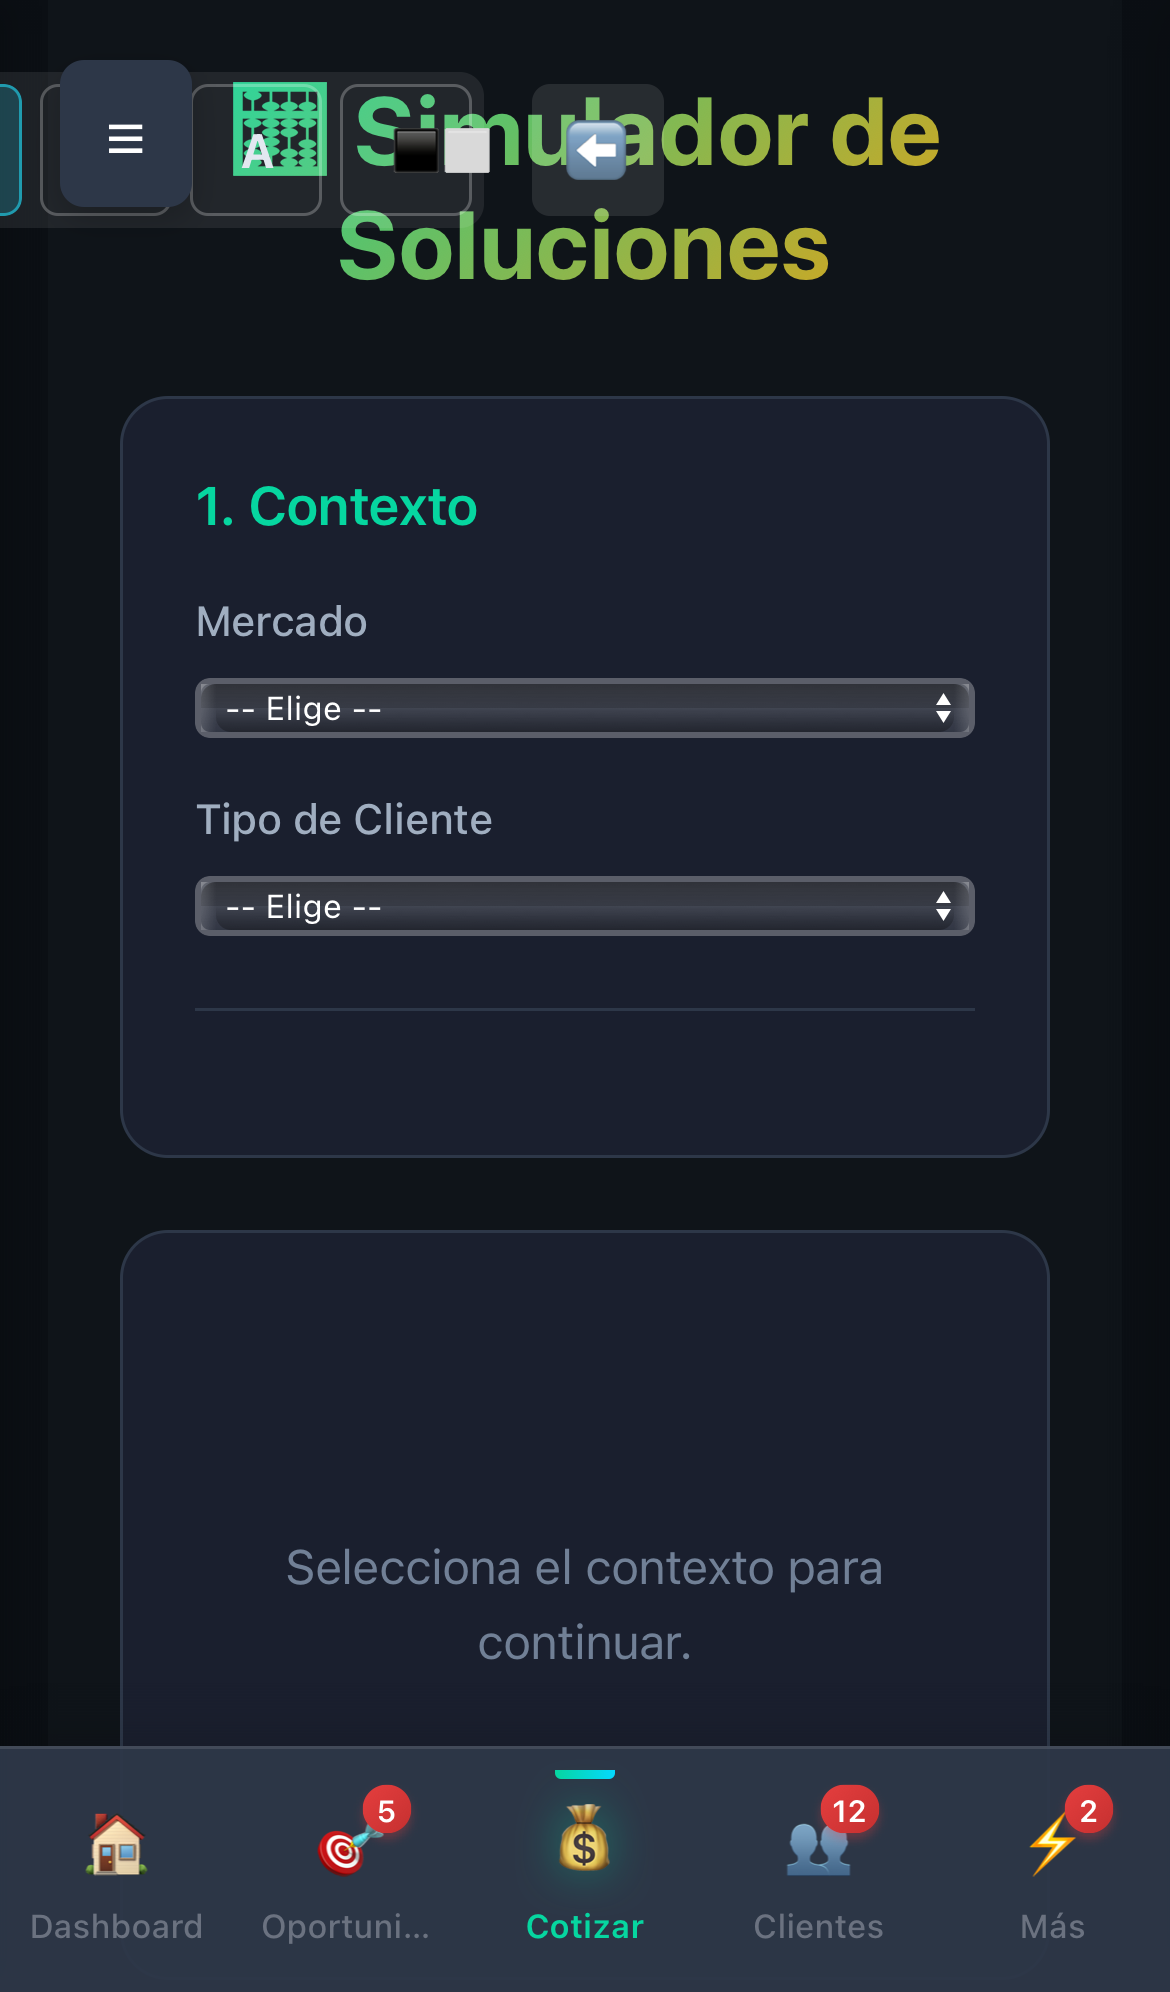 A
Simulador de
Soluciones
1. Contexto
Mercado
-- Elige --
Tipo de Cliente
-- Elige --
Selecciona el contexto para
continuar.
5
12
2
Dashboard
Oportuni...
Cotizar
Clientes
Más